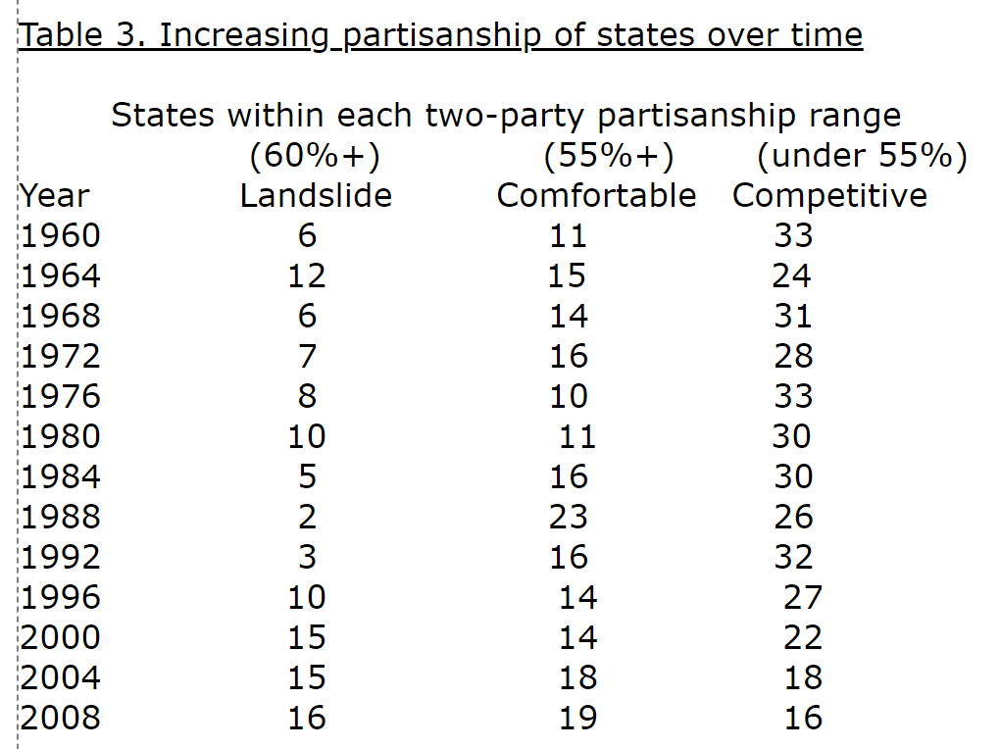 Table 3. Increasing partisanship of states over time
States within each two-party partisanship range
(60%+) (55%+) (under 55%)
Year Landslide Comfortable Competitive
1960 6 11 33
1964 12 15 24
1968 6 14 31
1972 7 16 28
1976 8 10 33
1980 10 11 30
1984 5 16 30
1988 2 23 26
1992 3 16 32
1996 10 14 27
2000 15 14 22
2004 15 18 18
2008 16 19 16